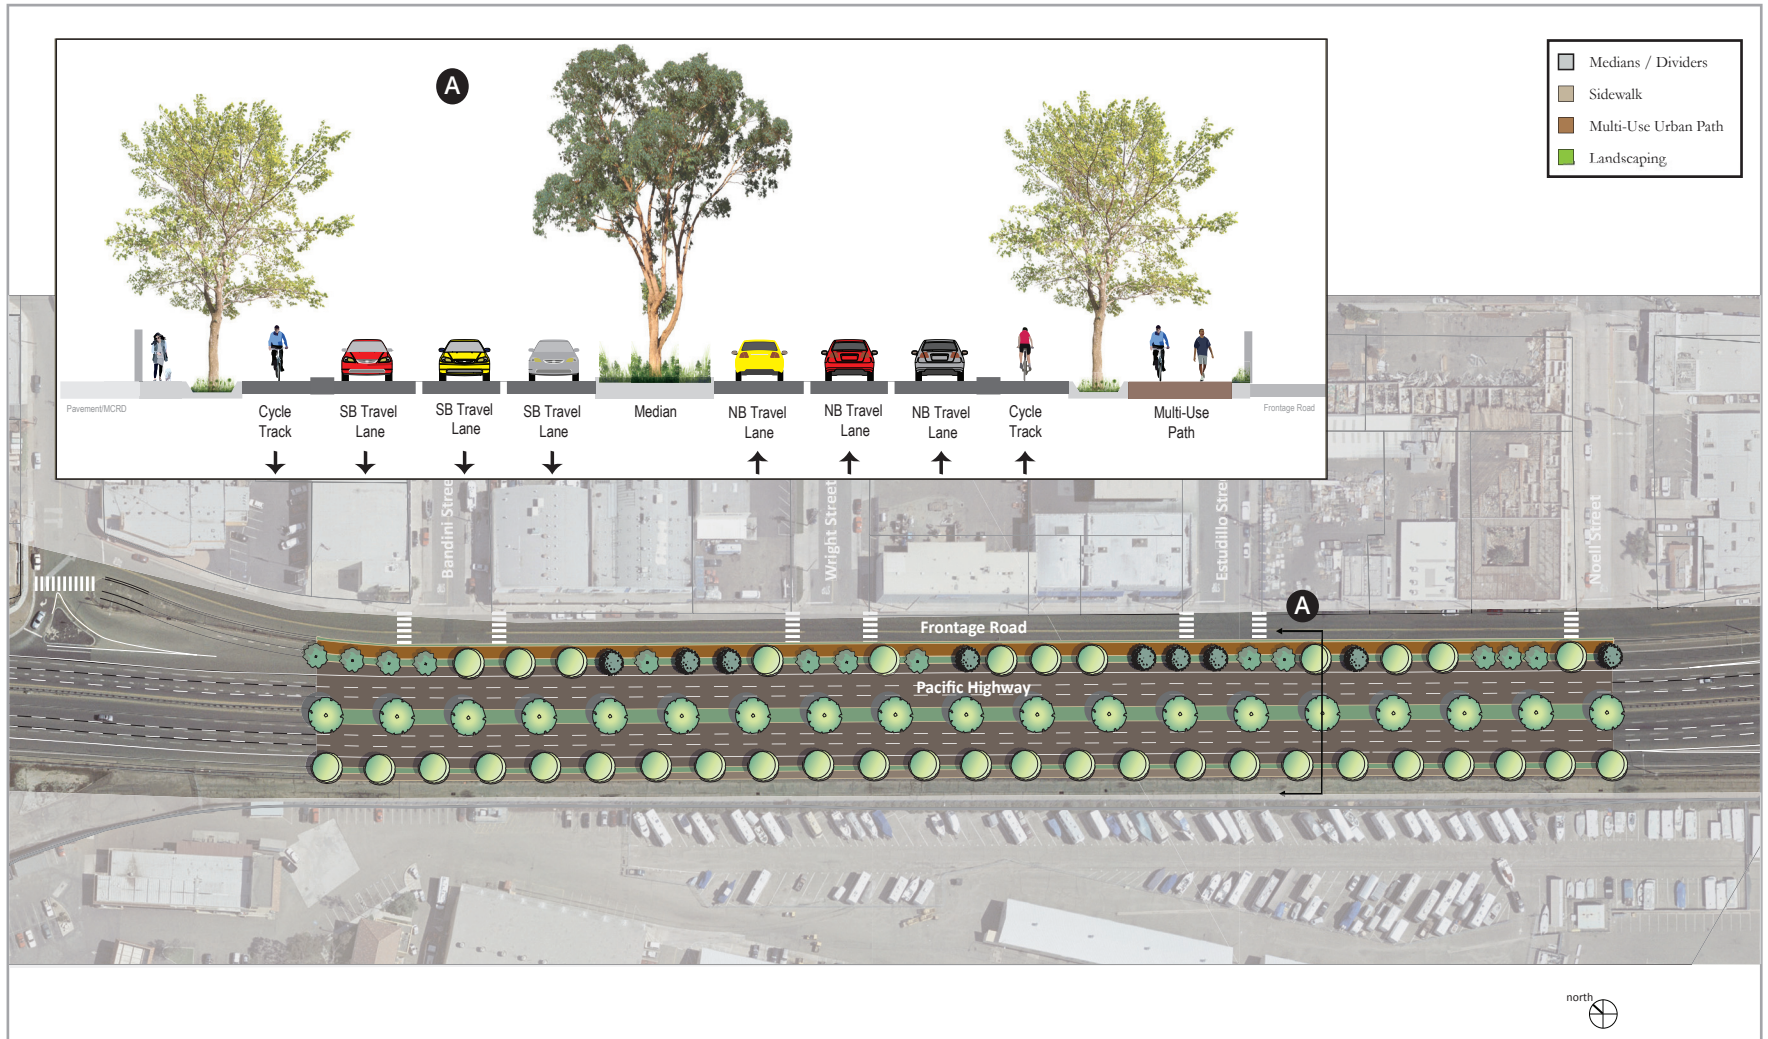 A
Medians / Dividers
Sidewalk
Multi-Use Urban Path
Landscaping
Pavement/MCRD
Cycle
Track
SB Travel
Lane
SB Travel
Lane
SB Travel
Lane
Median
NB Travel
Lane
NB Travel
Lane
NB Travel
Lane
Cycle
Track
Multi-Use
Path
Frontage Road
Bandini Street
Wright Street
Estudillo Street
Noell Street
A
Frontage Road
Pacific Highway
north